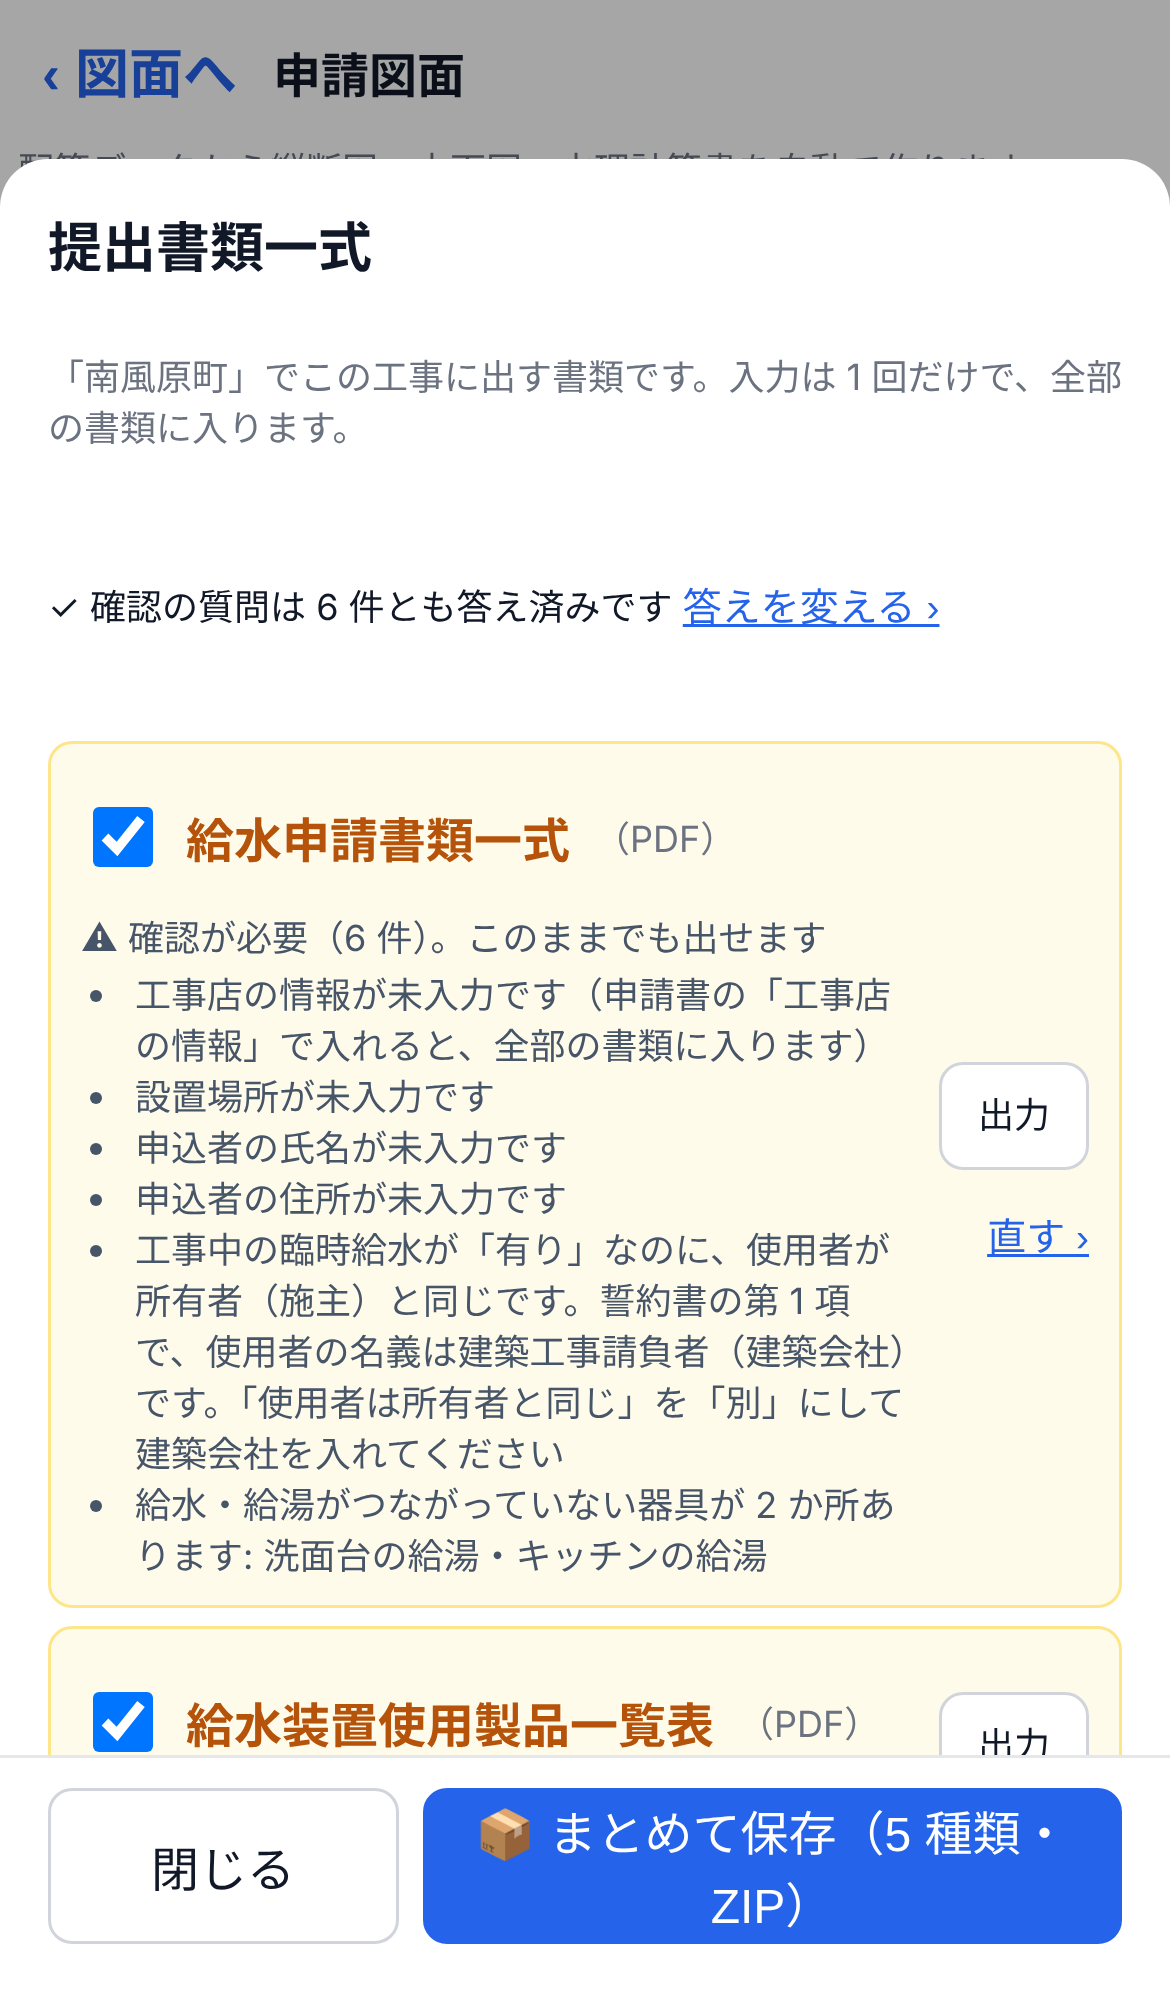 ‹ 図面へ 申請図面
提出書類一式
「南風原町」でこの工事に出す書類です。入力は 1 回だけで、全部
の書類に入ります。
✓ 確認の質問は 6 件とも答え済みです 答えを変える ›
給水申請書類一式 （PDF）
⚠ 確認が必要（6 件）。このままでも出せます
• 工事店の情報が未入力です（申請書の「工事店
の情報」で入れると、全部の書類に入ります）
• 設置場所が未入力です
出力
• 申込者の氏名が未入力です
• 申込者の住所が未入力です
直す ›
• 工事中の臨時給水が「有り」なのに、使用者が
所有者（施主）と同じです。誓約書の第 1 項
で、使用者の名義は建築工事請負者（建築会社）
です。「使用者は所有者と同じ」を「別」にして
建築会社を入れてください
• 給水・給湯がつながっていない器具が 2 か所あ
ります: 洗面台の給湯・キッチンの給湯
給水装置使用製品一覧表 （PDF）
出力
閉じる
📦 まとめて保存（5 種類・
ZIP）